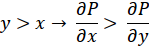 y > x → ∂P/∂x > ∂P/∂y